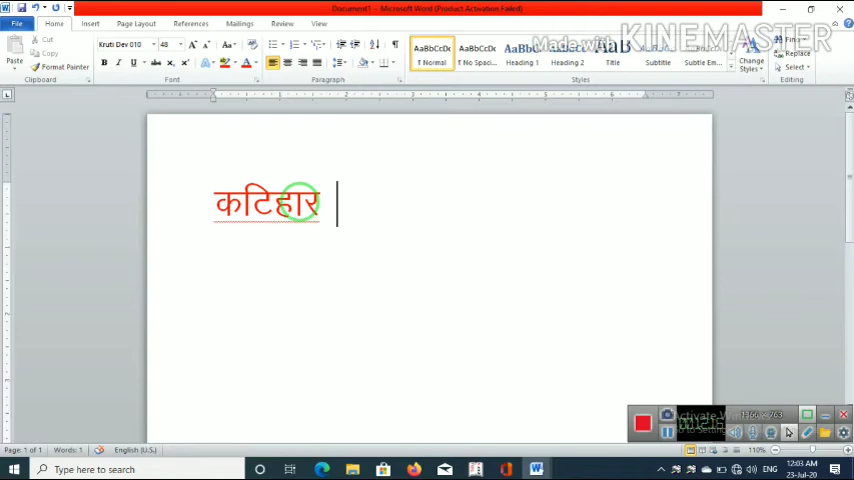 Document1 - Microsoft Word (Product Activation Failed)
File Home Insert Page Layout References Mailings Review View
Made with KINEMASTER
Cut
Copy
Format Painter
Paste
Kruti Dev 010 48
AaBbCcDc AaBbCcDc AaBbC AaBbCc AaB
¶ Normal ¶ No Spaci... Heading 1 Heading 2 Title Subtitle Subtle Em...
Change Styles
Find
Replace
Select
Clipboard Font Paragraph Styles Editing
कटिहार
1366 x 763
Activate Windows
Page: 1 of 1 Words: 1 English (U.S.) 110%
Type here to search
ENG
12:03 AM
23-Jul-20